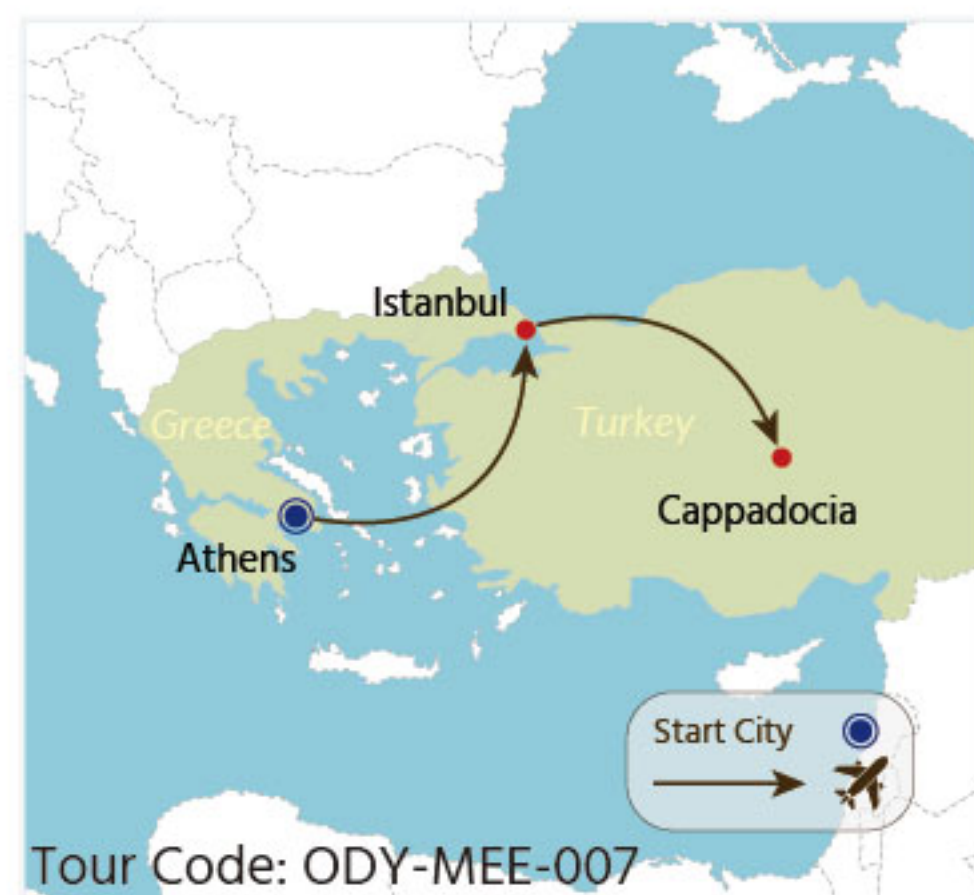 Istanbul
Greece
Turkey
Cappadocia
Athens
Start City
Tour Code: ODY-MEE-007